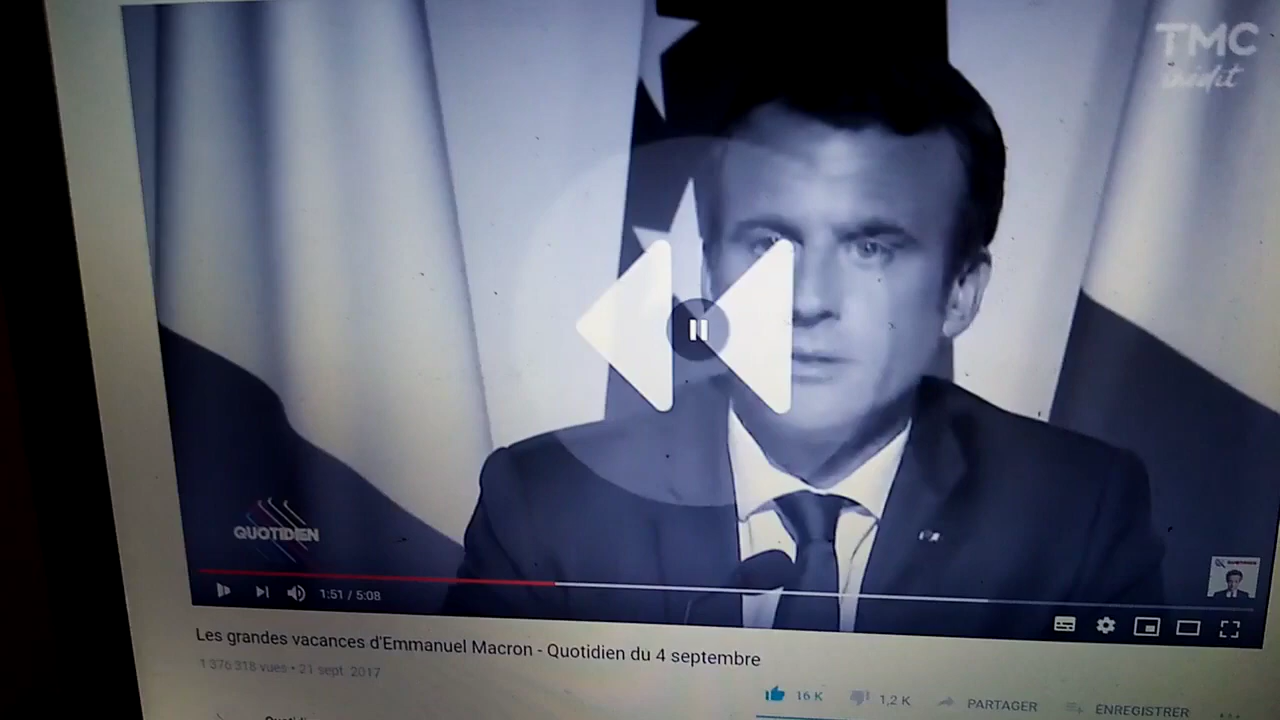 TMC
inédit
QUOTIDIEN
1:51 / 5:08
Les grandes vacances d'Emmanuel Macron - Quotidien du 4 septembre
1 376 318 vues • 21 sept. 2017
16 K
1,2 K
PARTAGER
ENREGISTRER